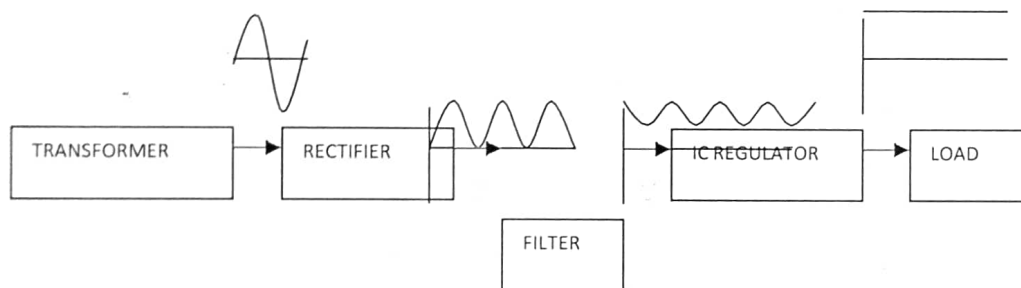 TRANSFORMER
RECTIFIER
FILTER
IC REGULATOR
LOAD